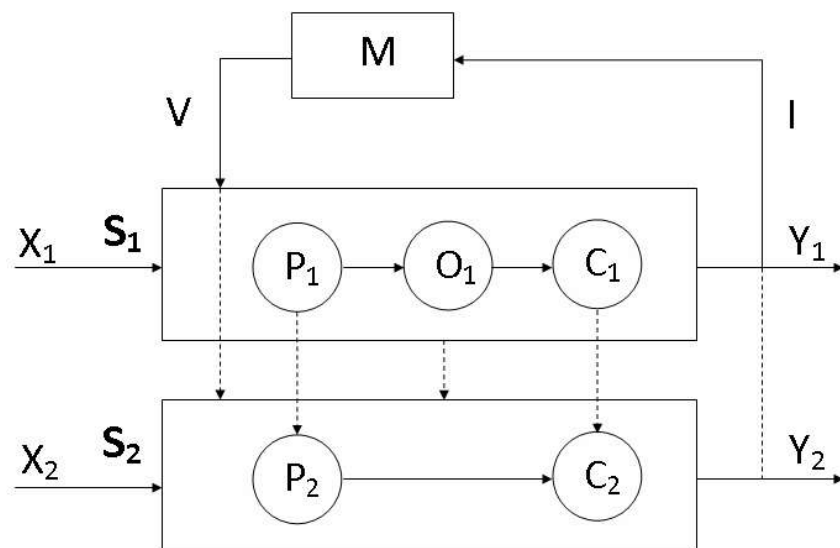 M
V
I
X₁
S₁
P₁
O₁
C₁
Y₁
X₂
S₂
P₂
C₂
Y₂